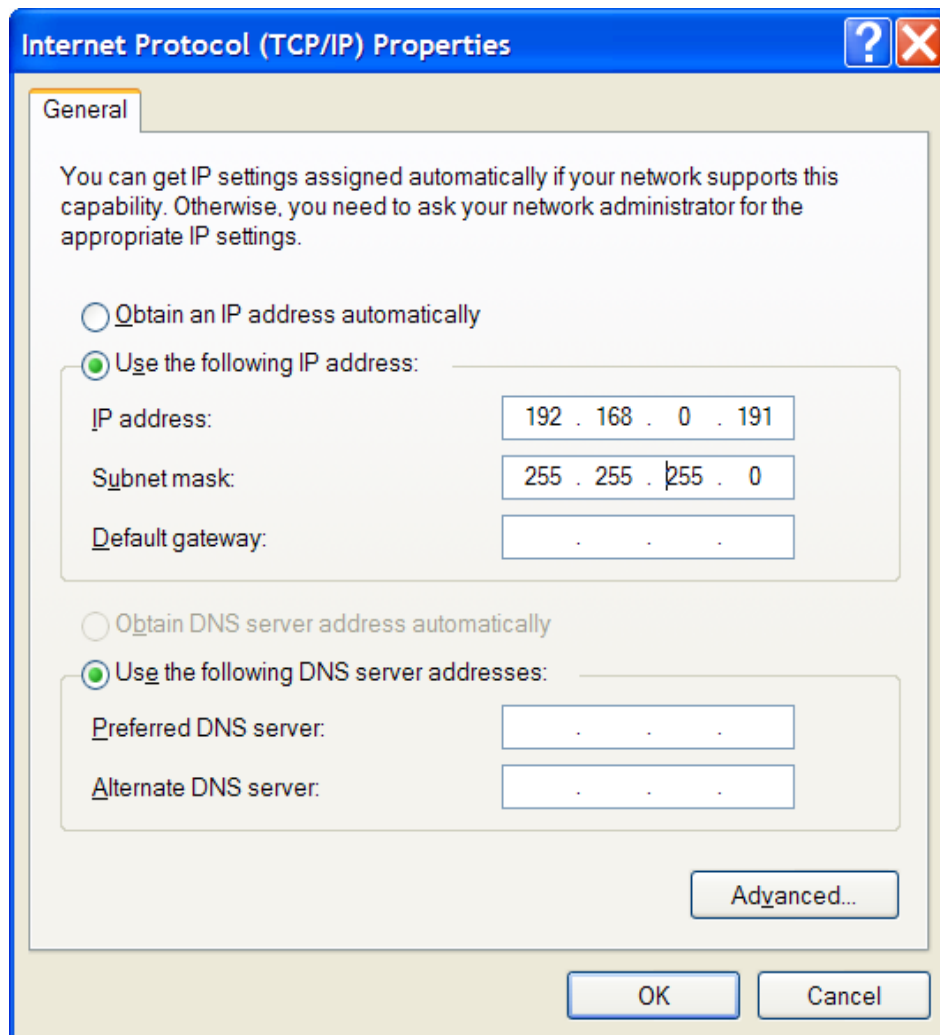 Internet Protocol (TCP/IP) Properties
General
You can get IP settings assigned automatically if your network supports this
capability. Otherwise, you need to ask your network administrator for the
appropriate IP settings.
Obtain an IP address automatically
Use the following IP address:
IP address: 192 . 168 . 0 . 191
Subnet mask: 255 . 255 . 255 . 0
Default gateway: . . .
Obtain DNS server address automatically
Use the following DNS server addresses:
Preferred DNS server: . . .
Alternate DNS server: . . .
Advanced...
OK Cancel